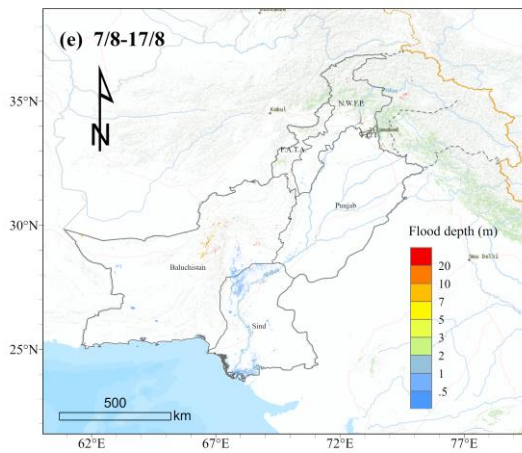 (e) 7/8-17/8
N
35°N
30°N
25°N
Kabul
N.W.F.P.
F.A.T.A.
Punjab
Baluchistan
Sind
New Delhi
Flood depth (m)
20
10
7
5
3
2
1
.5
500
km
62°E
67°E
72°E
77°E